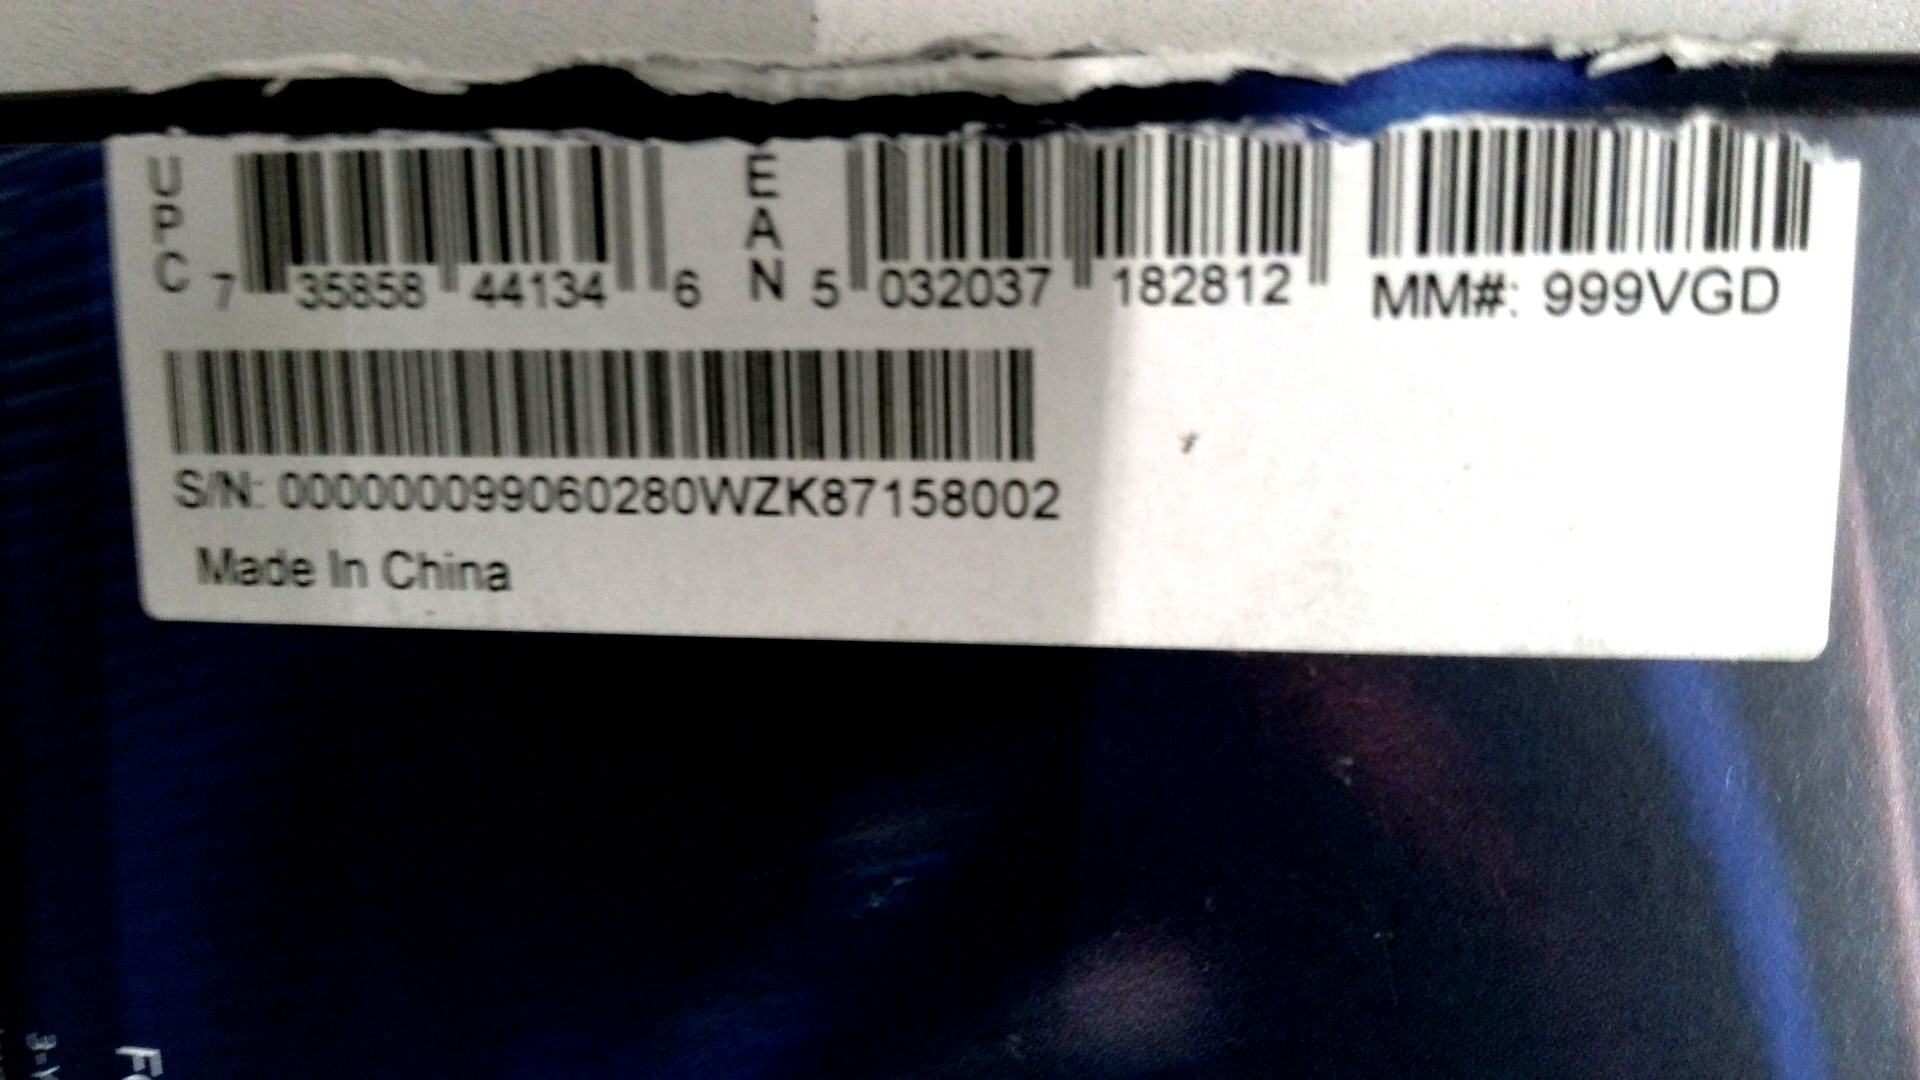 UPC 7 35858 44134 6 EAN 5 032037 182812
MM#: 999VGD
S/N: 000000099060280WZK87158002
Made In China